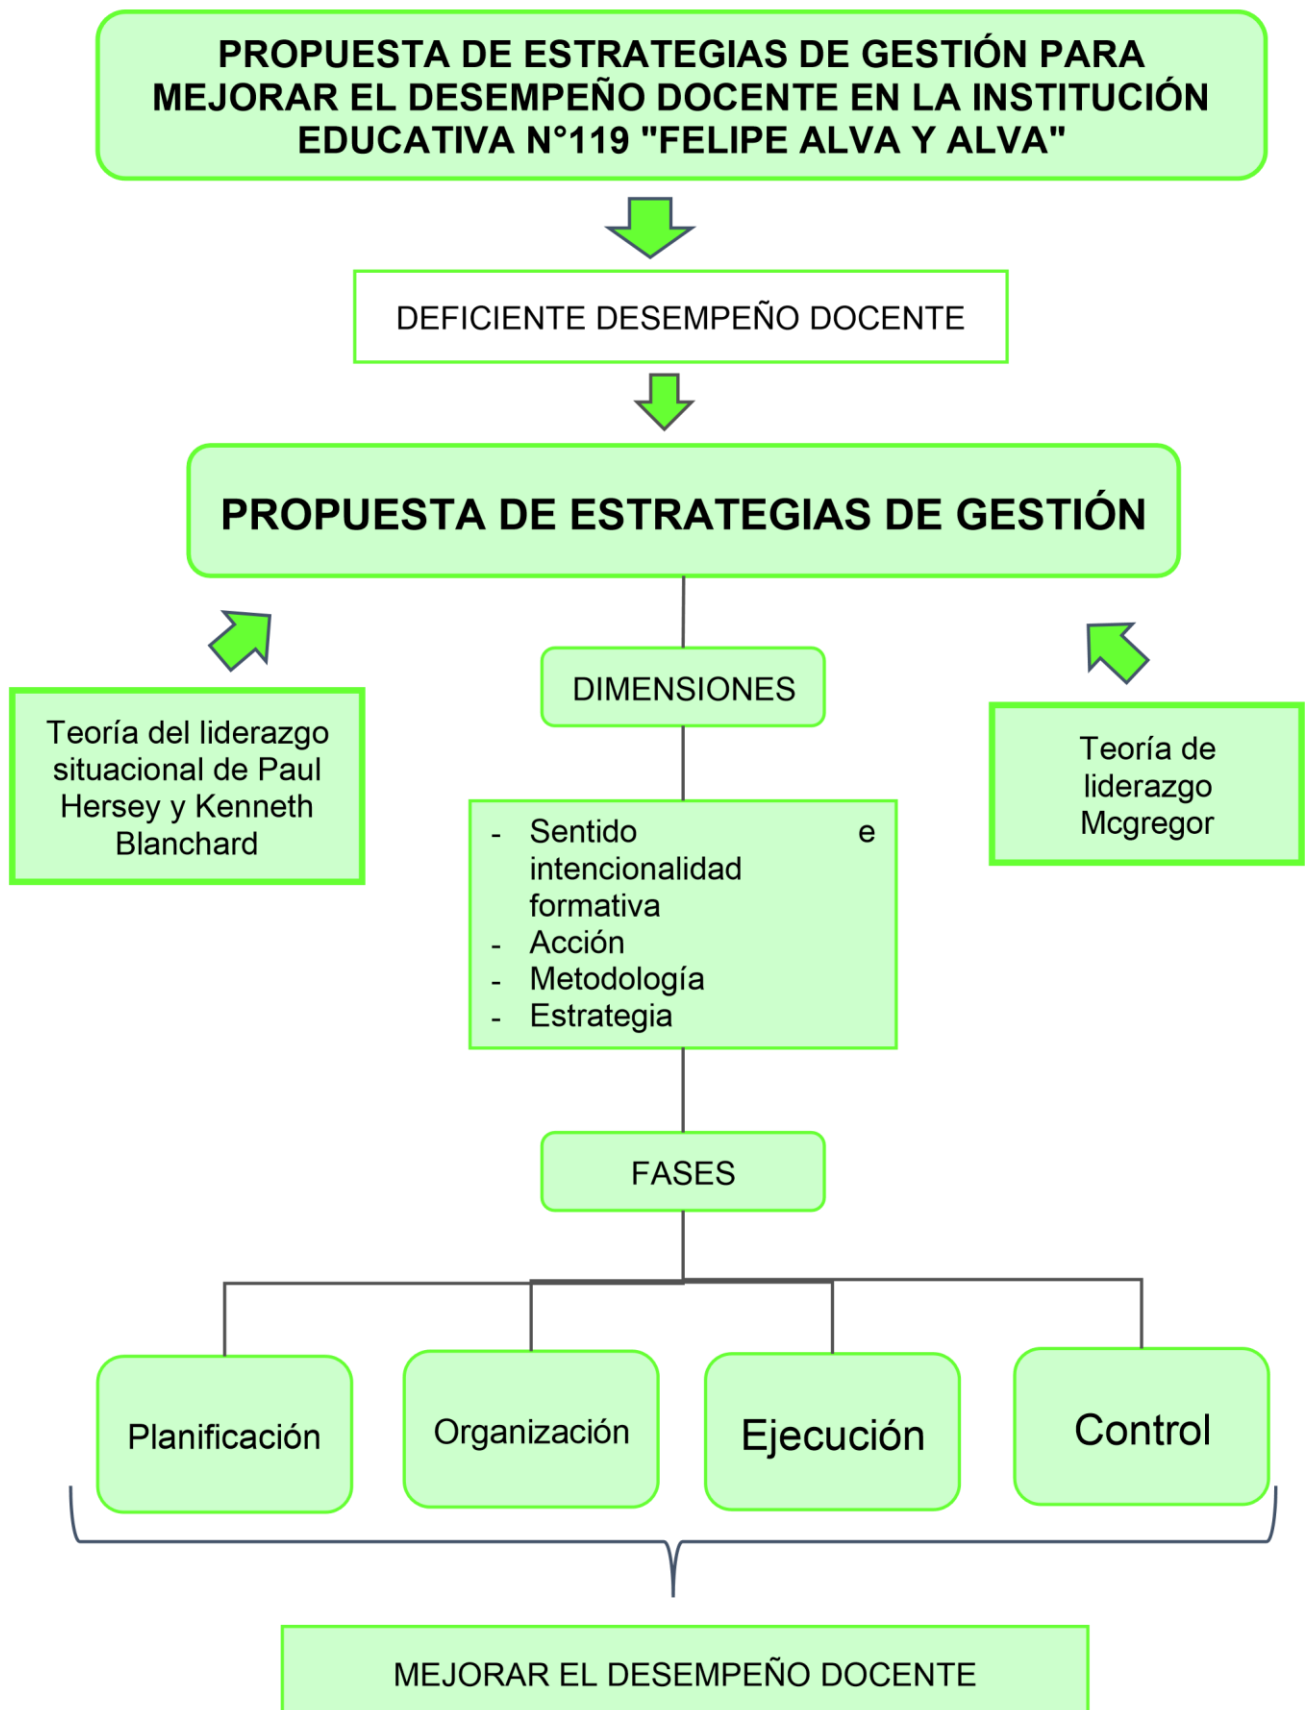 PROPUESTA DE ESTRATEGIAS DE GESTIÓN PARA
MEJORAR EL DESEMPEÑO DOCENTE EN LA INSTITUCIÓN
EDUCATIVA N°119 "FELIPE ALVA Y ALVA"
DEFICIENTE DESEMPEÑO DOCENTE
PROPUESTA DE ESTRATEGIAS DE GESTIÓN
DIMENSIONES
Teoría del liderazgo
situacional de Paul
Hersey y Kenneth
Blanchard
Teoría de
liderazgo
Mcgregor
- Sentido e
intencionalidad
formativa
- Acción
- Metodología
- Estrategia
FASES
Planificación
Organización
Ejecución
Control
MEJORAR EL DESEMPEÑO DOCENTE